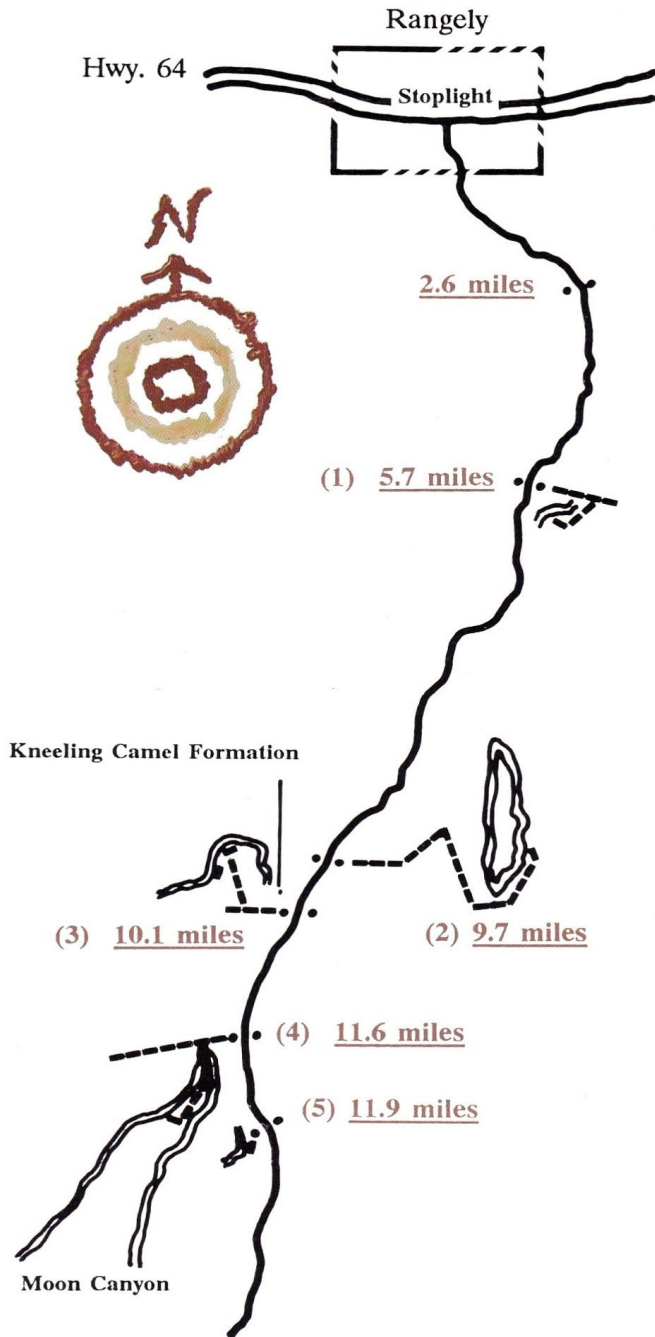 Rangely
Hwy. 64
Stoplight
N
2.6 miles
(1) 5.7 miles
Kneeling Camel Formation
(3) 10.1 miles
(2) 9.7 miles
(4) 11.6 miles
(5) 11.9 miles
Moon Canyon